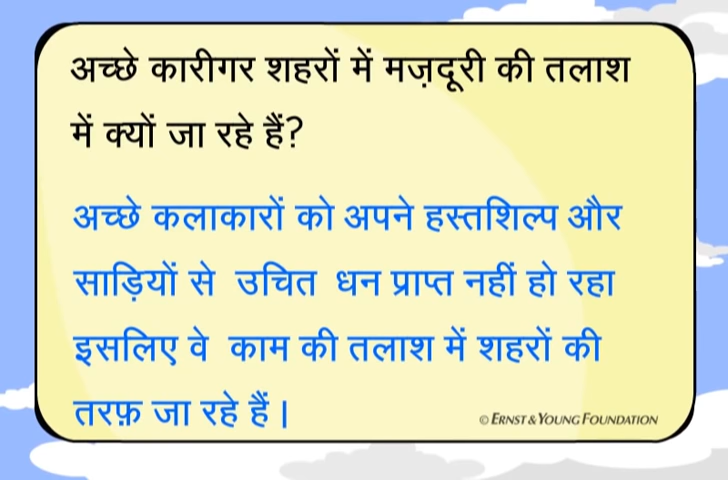 अच्छे कारीगर शहरों में मज़दूरी की तलाश
में क्यों जा रहे हैं?
अच्छे कलाकारों को अपने हस्तशिल्प और
साड़ियों से उचित धन प्राप्त नहीं हो रहा
इसलिए वे काम की तलाश में शहरों की
तरफ़ जा रहे हैं |
© ERNST & YOUNG FOUNDATION